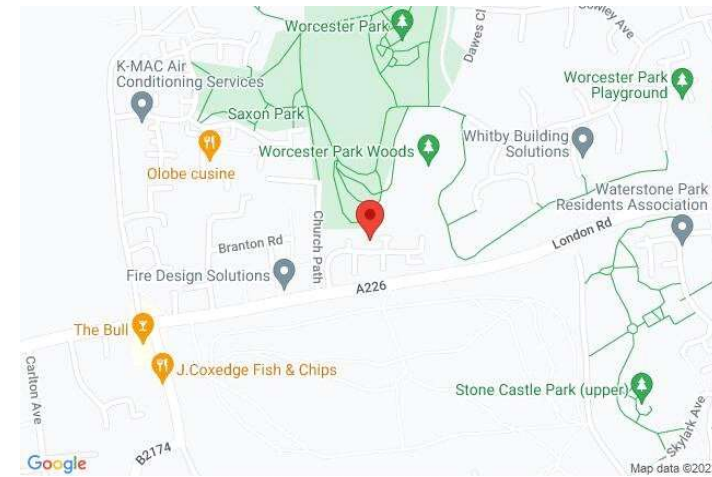 Worcester Park
Dawes Cl
Cowley Ave
K-MAC Air
Conditioning Services
Worcester Park
Playground
Saxon Park
Olobe cusine
Worcester Park Woods
Whitby Building
Solutions
Waterstone Park
Residents Association
Church Path
Branton Rd
London Rd
Fire Design Solutions
A226
The Bull
J.Coxedge Fish & Chips
Carlton Ave
Stone Castle Park (upper)
Skylark Ave
B2174
Google
Map data ©202